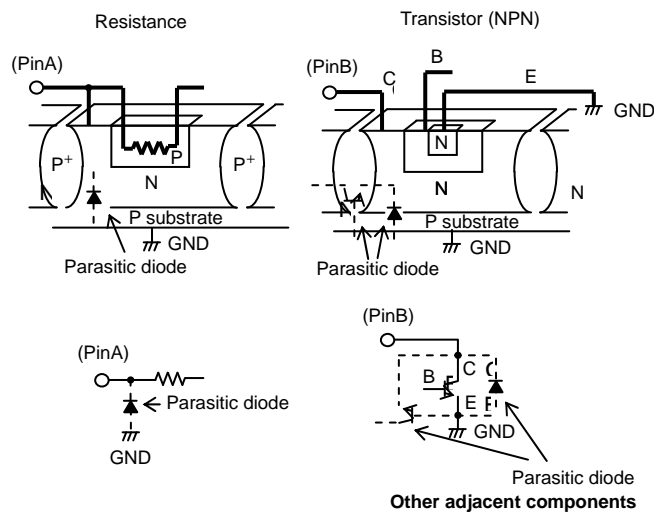 Resistance
Transistor (NPN)
(PinA)
(PinB)
C
B
E
GND
P+
P
P+
N
P substrate
GND
Parasitic diode
N
N
N
P substrate
GND
Parasitic diode
(PinA)
Parasitic diode
GND
(PinB)
B
C
E
GND
Parasitic diode
Other adjacent components